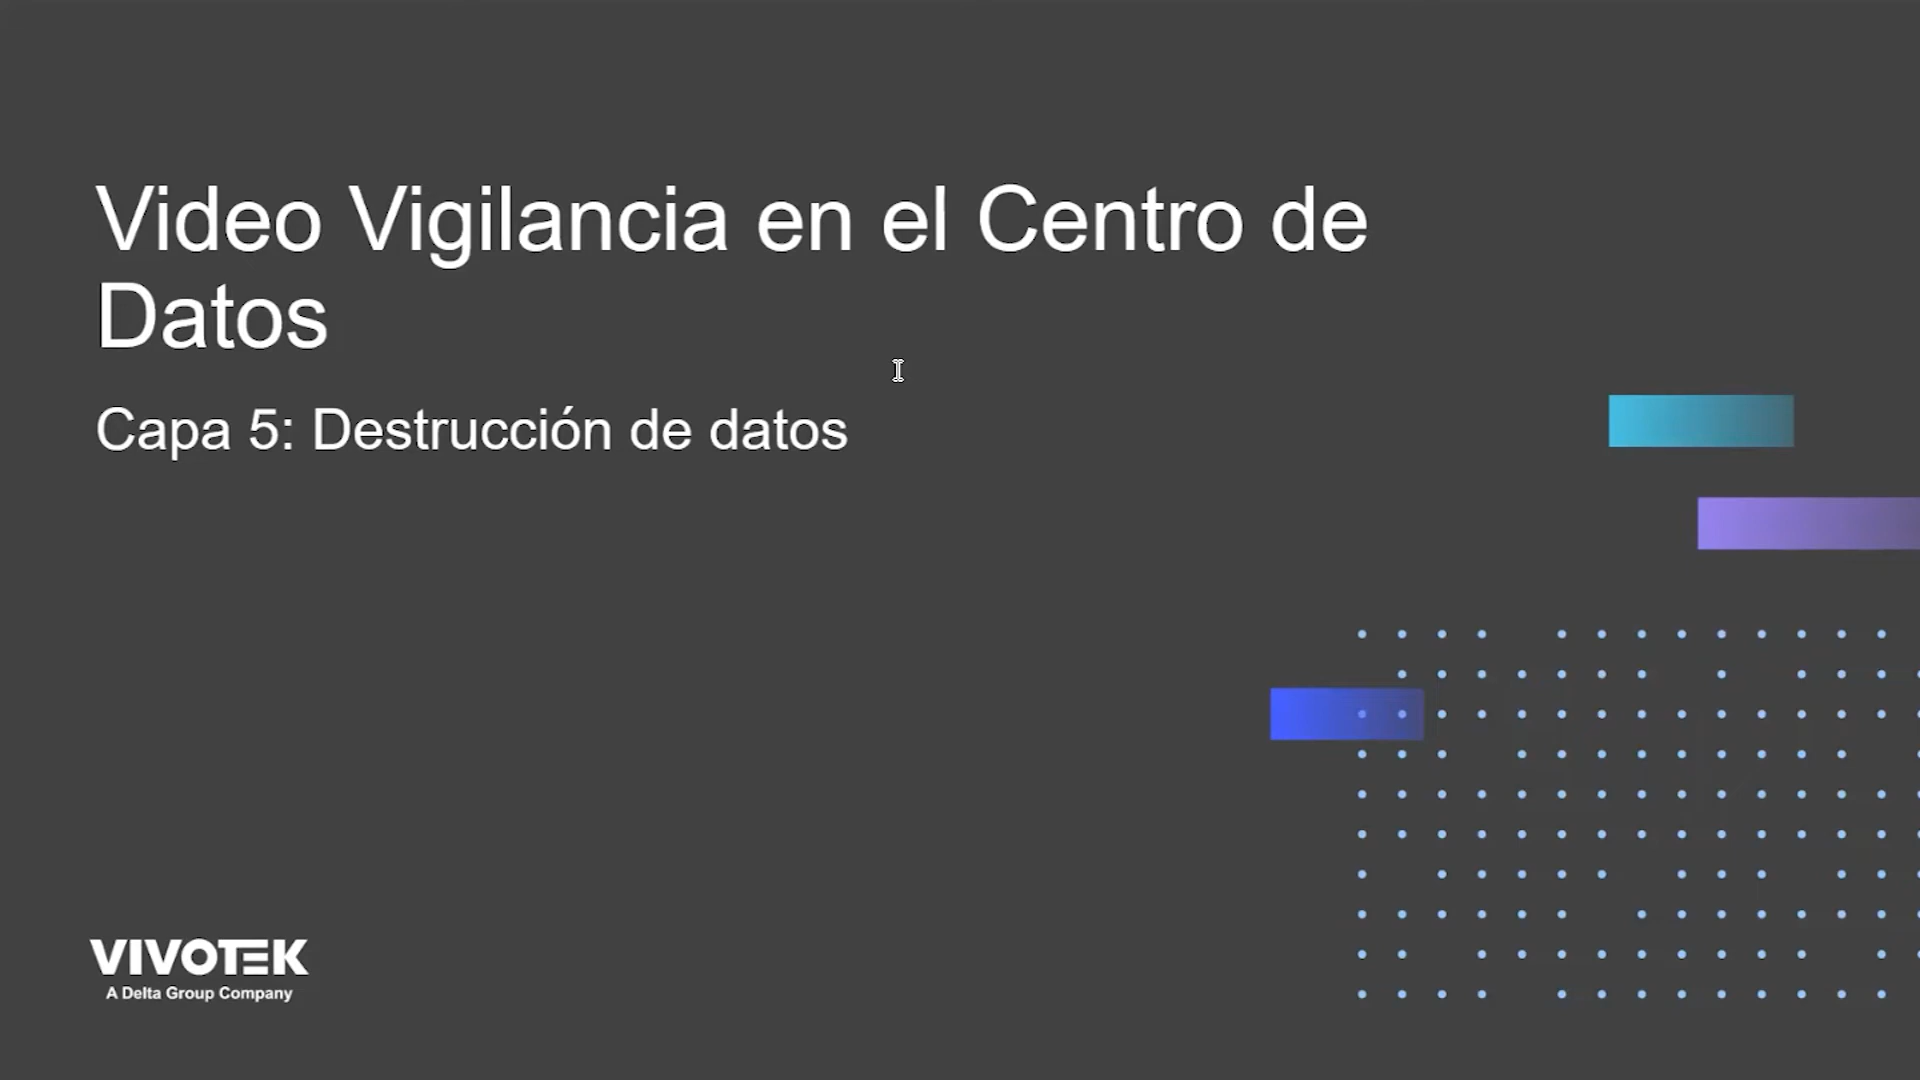 Video Vigilancia en el Centro de
Datos
Capa 5: Destrucción de datos
VIVOTEK
A Delta Group Company